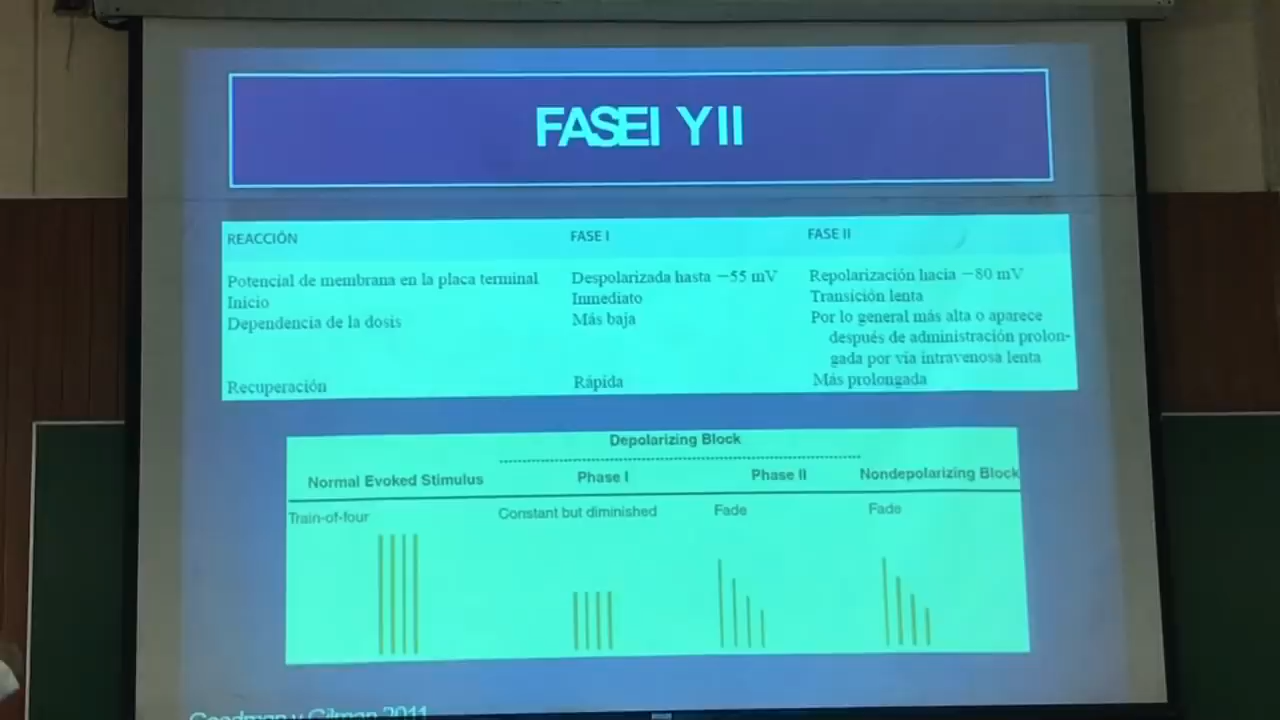 FASEI YII
REACCIÓN FASE I FASE II
Potencial de membrana en la placa terminal Despolarizada hasta −55 mV Repolarización hacia −80 mV
Inicio Inmediato Transición lenta
Dependencia de la dosis Más baja Por lo general más alta o aparece
después de administración prolon-
gada por vía intravenosa lenta
Recuperación Rápida Más prolongada
Depolarizing Block
Normal Evoked Stimulus Phase I Phase II Nondepolarizing Block
Train-of-four Constant but diminished Fade Fade
Goodman y Gilman 2011